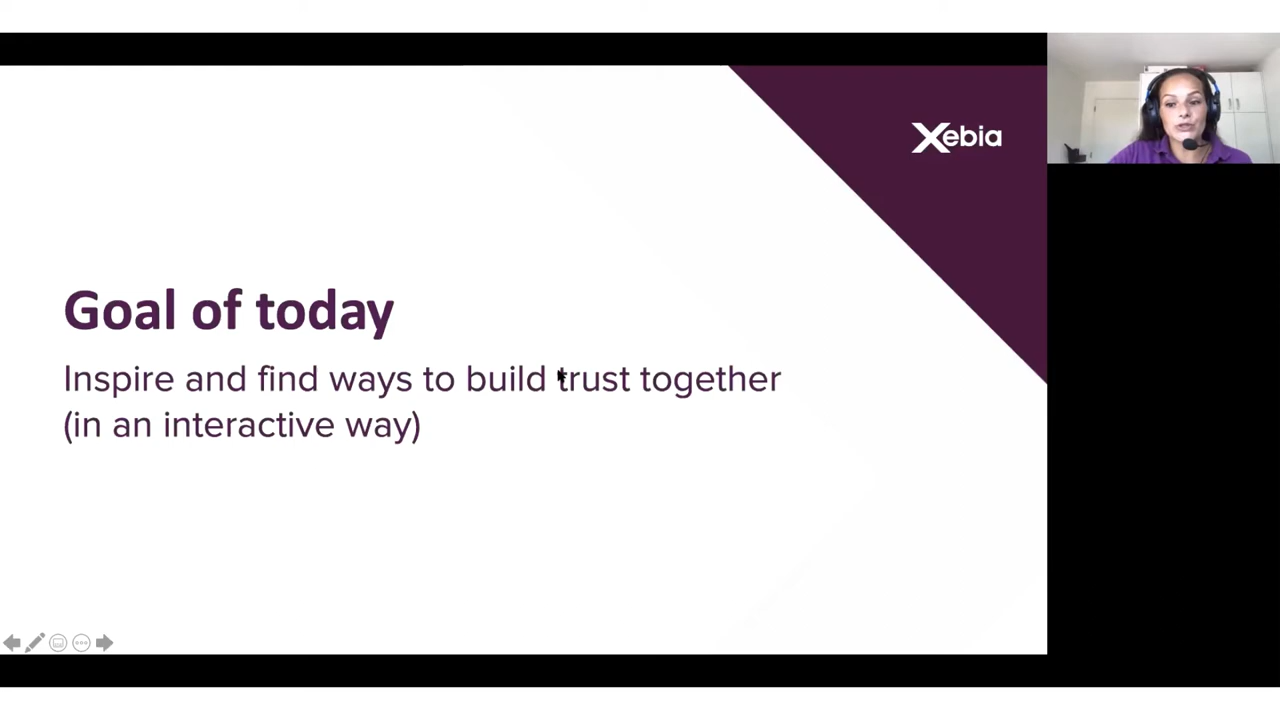 Xebia
Goal of today
Inspire and find ways to build trust together
(in an interactive way)